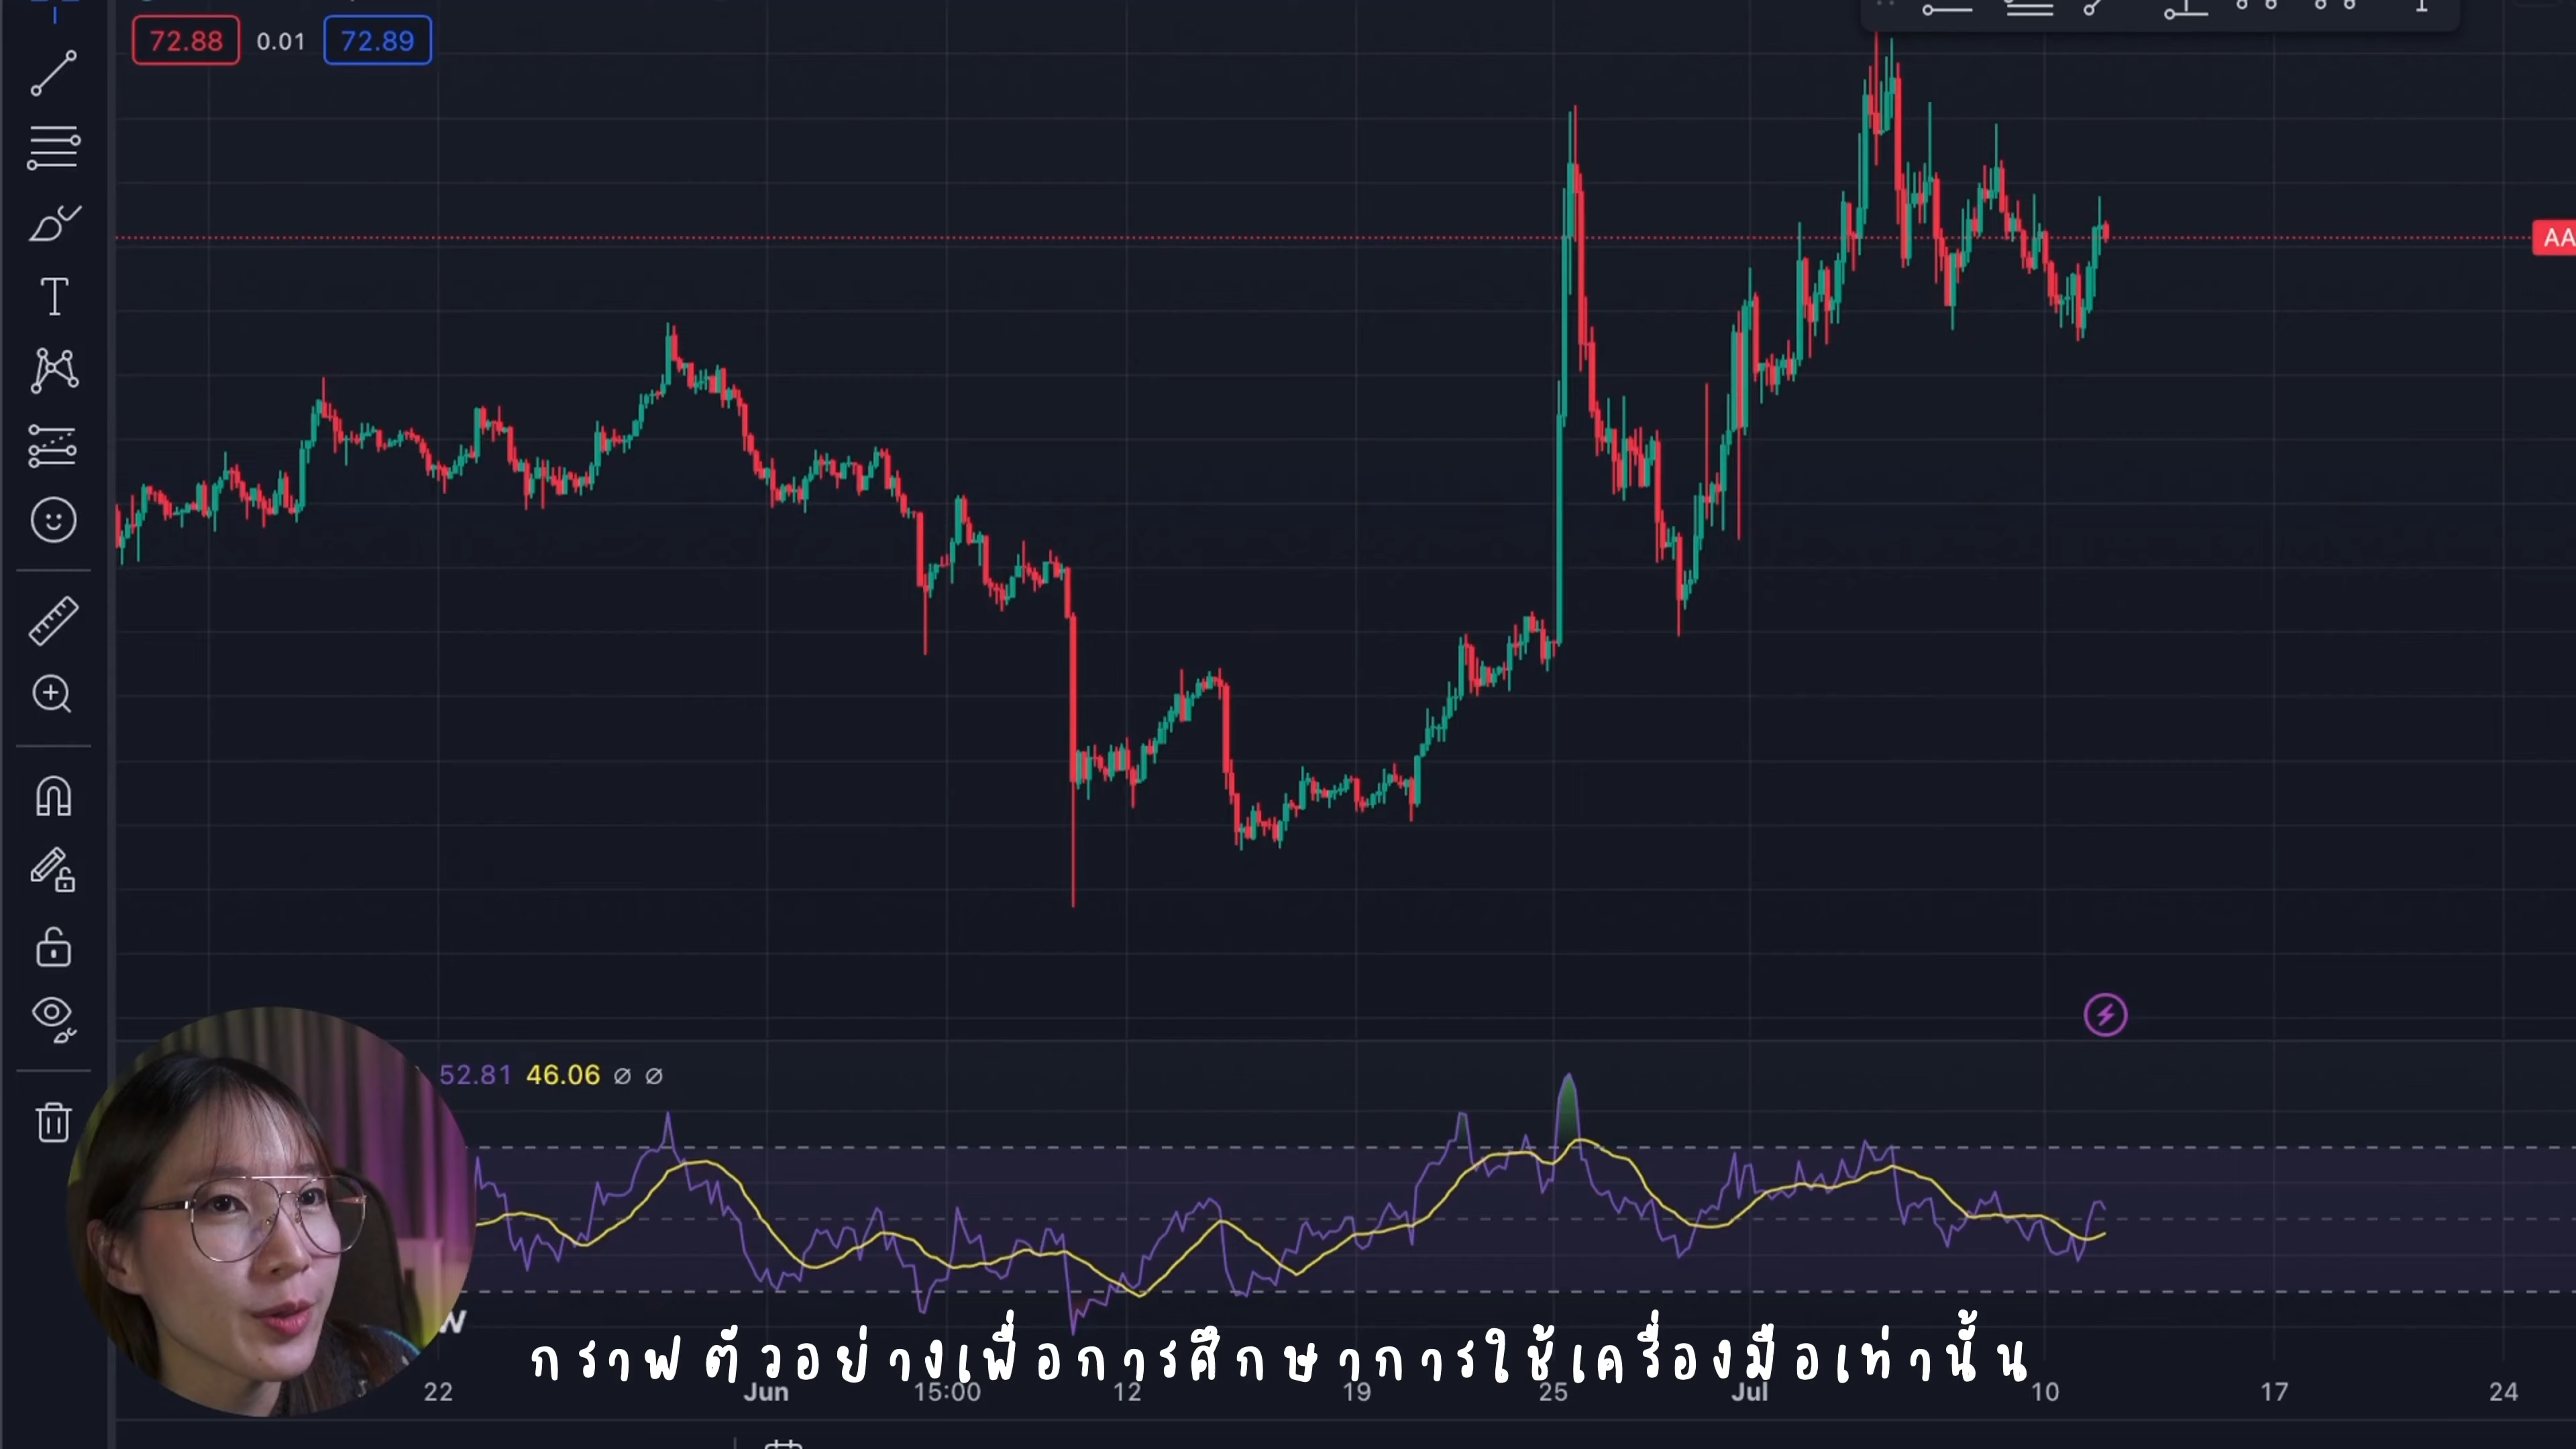 72.88 0.01 72.89
AA
52.81 46.06 ∅ ∅
กราฟตัวอย่างเพื่อการศึกษาการใช้เครื่องมือเท่านั้น
22 Jun 15:00 12 19 25 Jul 10 17 24